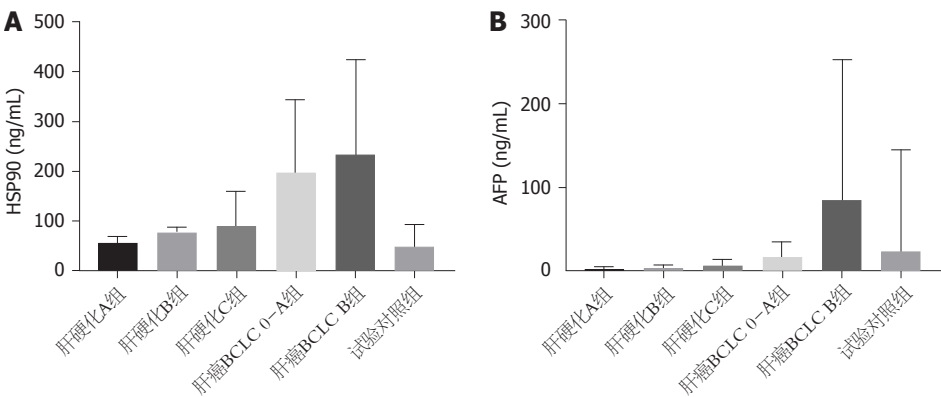 A
HSP90 (ng/mL)
500
400
300
200
100
0
肝硬化A组
肝硬化B组
肝硬化C组
肝癌BCLC 0-A组
肝癌BCLC B组
试验对照组
B
AFP (ng/mL)
300
200
100
0
肝硬化A组
肝硬化B组
肝硬化C组
肝癌BCLC 0-A组
肝癌BCLC B组
试验对照组